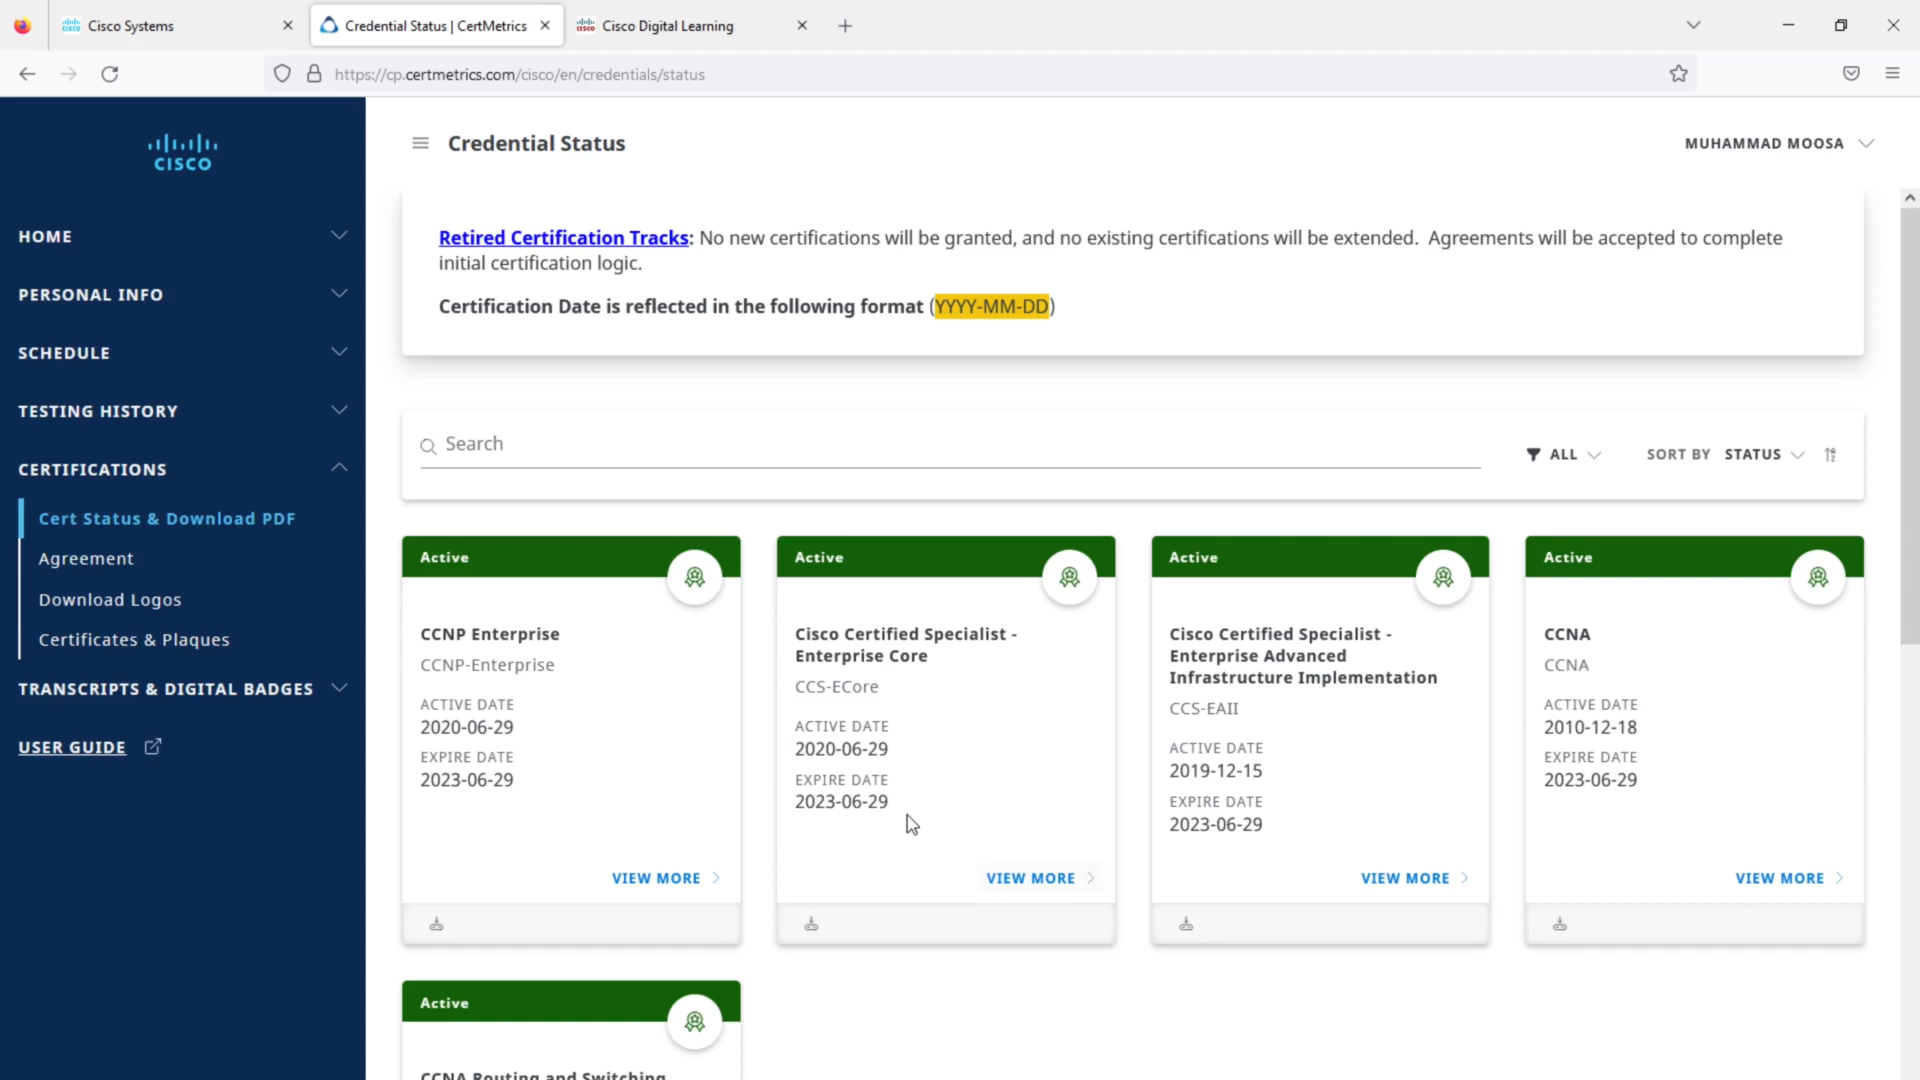 Cisco Systems
Credential Status | CertMetrics
CISCO
Cisco Digital Learning
https://cp.certmetrics.com/cisco/en/credentials/status
CISCO
HOME
PERSONAL INFO
SCHEDULE
TESTING HISTORY
CERTIFICATIONS
Cert Status & Download PDF
Agreement
Download Logos
Certificates & Plaques
TRANSCRIPTS & DIGITAL BADGES
USER GUIDE
Credential Status
MUHAMMAD MOOSA
Retired Certification Tracks: No new certifications will be granted, and no existing certifications will be extended. Agreements will be accepted to complete
initial certification logic.
Certification Date is reflected in the following format (YYYY-MM-DD)
Search
ALL
SORT BY STATUS
Active
CCNP Enterprise
CCNP-Enterprise
ACTIVE DATE
2020-06-29
EXPIRE DATE
2023-06-29
VIEW MORE
Active
Cisco Certified Specialist -
Enterprise Core
CCS-ECore
ACTIVE DATE
2020-06-29
EXPIRE DATE
2023-06-29
VIEW MORE
Active
Cisco Certified Specialist -
Enterprise Advanced
Infrastructure Implementation
CCS-EAII
ACTIVE DATE
2019-12-15
EXPIRE DATE
2023-06-29
VIEW MORE
Active
CCNA
CCNA
ACTIVE DATE
2010-12-18
EXPIRE DATE
2023-06-29
VIEW MORE
Active
CCNA Routing and Switching